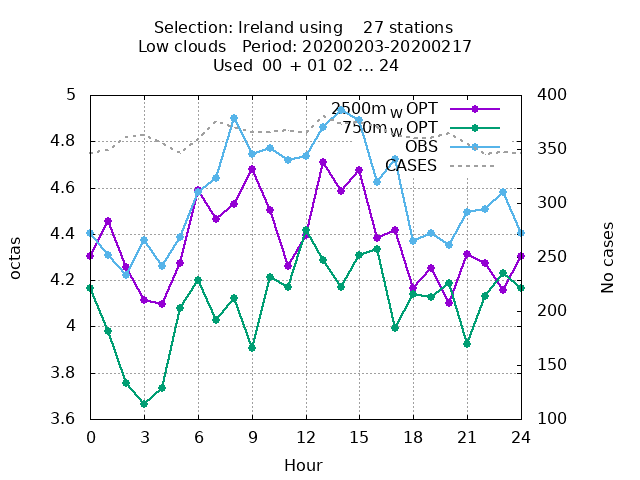 Selection: Ireland using 27 stations
Low clouds Period: 20200203-20200217
Used 00 + 01 02 ... 24
5 400
2500m W OPT
4.8 750m W OPT
OBS 350
CASES
4.6 300
4.4
octas 250 No cases
4.2
4 200
3.8 150
3.6 100
0 3 6 9 12 15 18 21 24
Hour